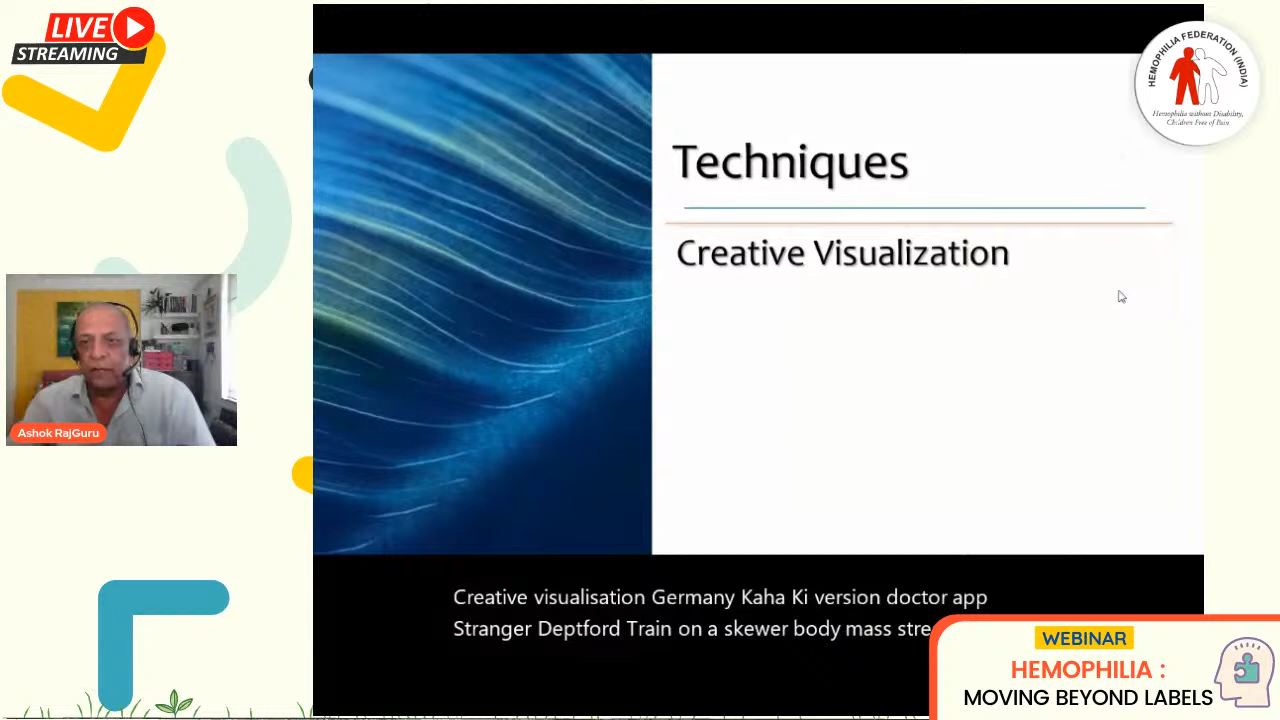 LIVE
STREAMING
HEMOPHILIA FEDERATION (INDIA)
Hemophilia without Disability,
Children Free of Pain
Techniques
Creative Visualization
Ashok RajGuru
Creative visualisation Germany Kaha Ki version doctor app
Stranger Deptford Train on a skewer body mass stre
WEBINAR
HEMOPHILIA :
MOVING BEYOND LABELS